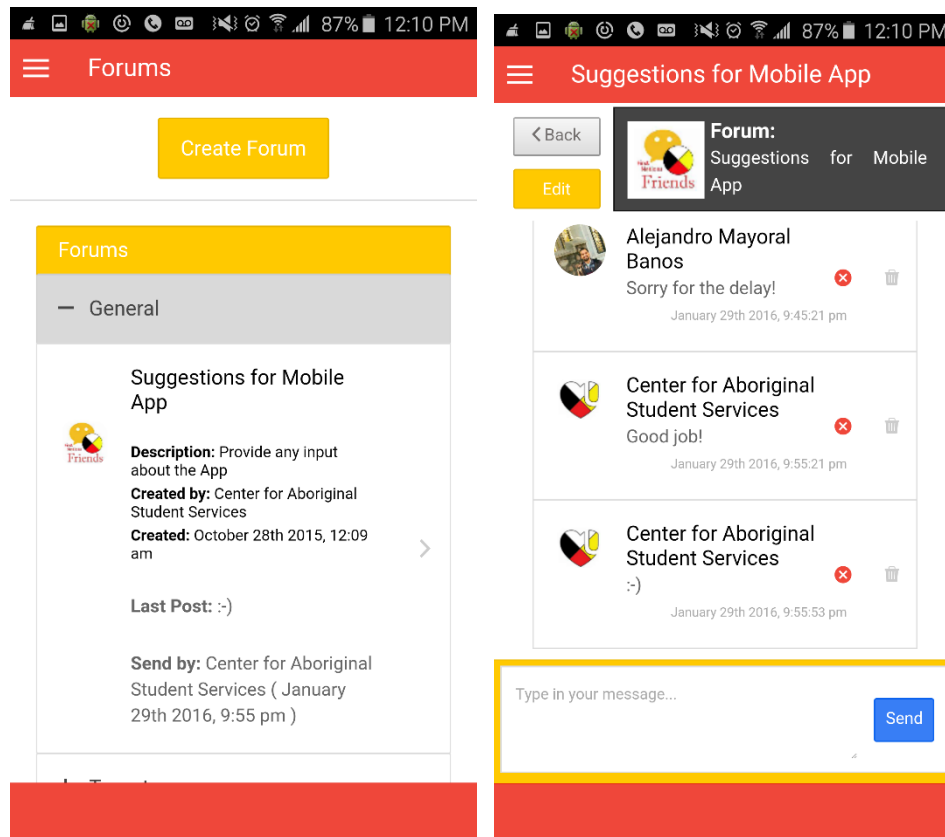 87% 12:10 PM
Forums
Create Forum
Forums
General
Suggestions for Mobile
App
Friends
Description: Provide any input
about the App
Created by: Center for Aboriginal
Student Services
Created: October 28th 2015, 12:09
am
Last Post: :-)
Send by: Center for Aboriginal
Student Services ( January
29th 2016, 9:55 pm )
87% 12:10 PM
Suggestions for Mobile App
Back
Edit
Friends
Forum:
Suggestions for Mobile
App
Alejandro Mayoral
Banos
Sorry for the delay!
January 29th 2016, 9:45:21 pm
Center for Aboriginal
Student Services
Good job!
January 29th 2016, 9:55:21 pm
Center for Aboriginal
Student Services
:-)
January 29th 2016, 9:55:53 pm
Type in your message...
Send